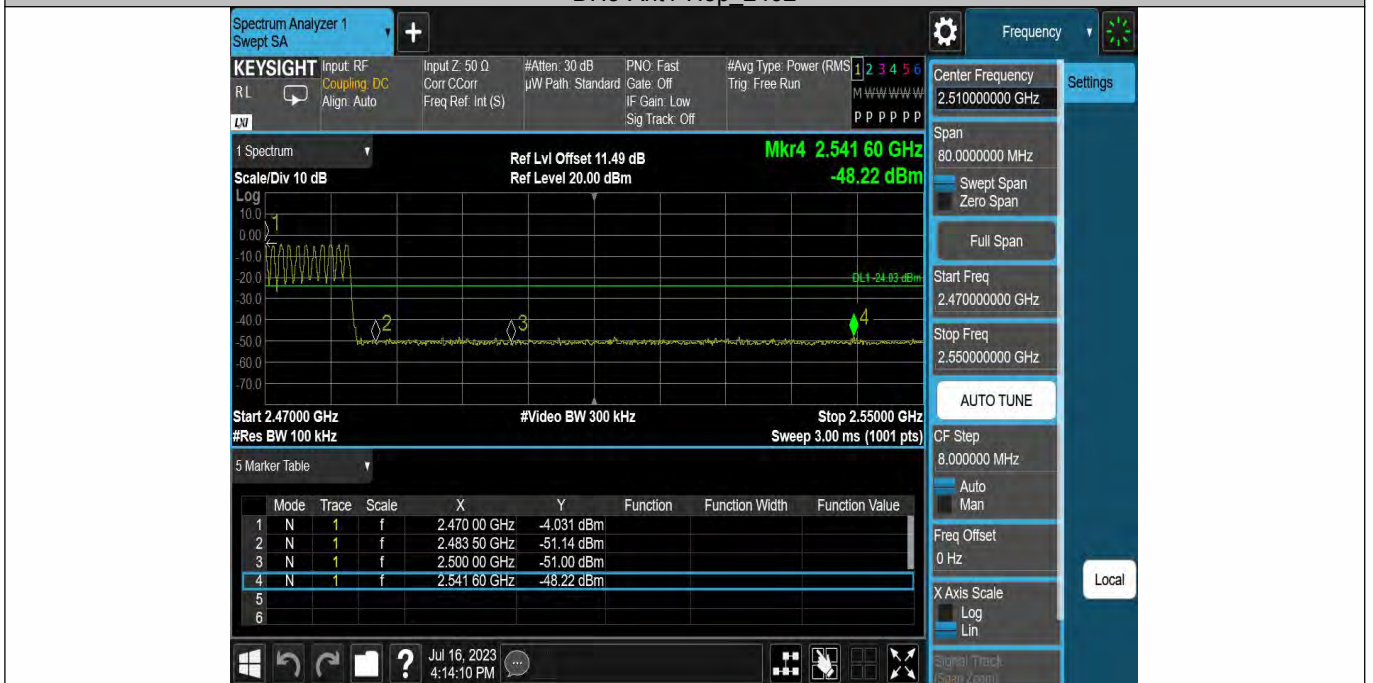 Spectrum Analyzer 1
Swept SA
+
Frequency
KEYSIGHT
RL
LXI
Input: RF
Coupling: DC
Align: Auto
Input Z: 50 Ω
Corr CCorr
Freq Ref: Int (S)
#Atten: 30 dB
µW Path: Standard
PNO: Fast
Gate: Off
IF Gain: Low
Sig Track: Off
#Avg Type: Power (RMS
Trig: Free Run
1 2 3 4 5 6
M W W W W W
P P P P P P
Center Frequency
2.510000000 GHz
Settings
Span
80.0000000 MHz
Swept Span
Zero Span
Full Span
Start Freq
2.470000000 GHz
Stop Freq
2.550000000 GHz
AUTO TUNE
CF Step
8.000000 MHz
Auto
Man
Freq Offset
0 Hz
X Axis Scale
Log
Lin
Signal Track
(Span Zoom)
Local
1 Spectrum
Scale/Div 10 dB
Ref Lvl Offset 11.49 dB
Ref Level 20.00 dBm
Mkr4 2.541 60 GHz
-48.22 dBm
Log
10.0
0.00
-10.0
-20.0
-30.0
-40.0
-50.0
-60.0
-70.0
1
2
3
4
DL1 -24.03 dBm
Start 2.47000 GHz
#Video BW 300 kHz
Stop 2.55000 GHz
#Res BW 100 kHz
Sweep 3.00 ms (1001 pts)
5 Marker Table
Mode Trace Scale X Y Function Function Width Function Value
1 N 1 f 2.470 00 GHz -4.031 dBm
2 N 1 f 2.483 50 GHz -51.14 dBm
3 N 1 f 2.500 00 GHz -51.00 dBm
4 N 1 f 2.541 60 GHz -48.22 dBm
5
6
?
Jul 16, 2023
4:14:10 PM